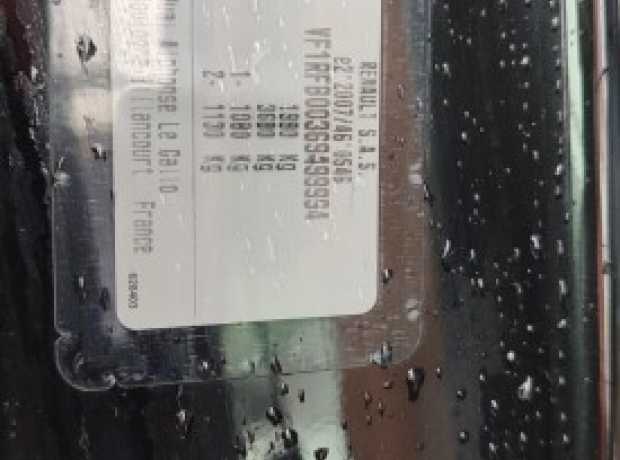 RENAULT S.A.S.
e2*2007/46*0546
VF1RFB00369499994
1980 kg
3680 kg
1- 1080 kg
2- 1130 kg
Le Gallo
Billancourt, France